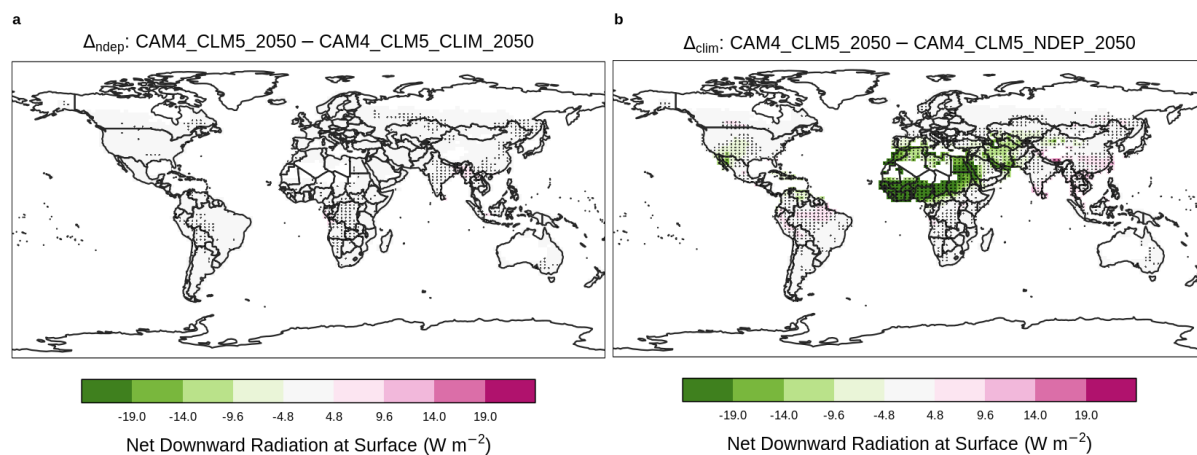 a
Δndep: CAM4_CLM5_2050 − CAM4_CLM5_CLIM_2050
-19.0 -14.0 -9.6 -4.8 4.8 9.6 14.0 19.0
Net Downward Radiation at Surface (W m−2)
b
Δclim: CAM4_CLM5_2050 − CAM4_CLM5_NDEP_2050
-19.0 -14.0 -9.6 -4.8 4.8 9.6 14.0 19.0
Net Downward Radiation at Surface (W m−2)